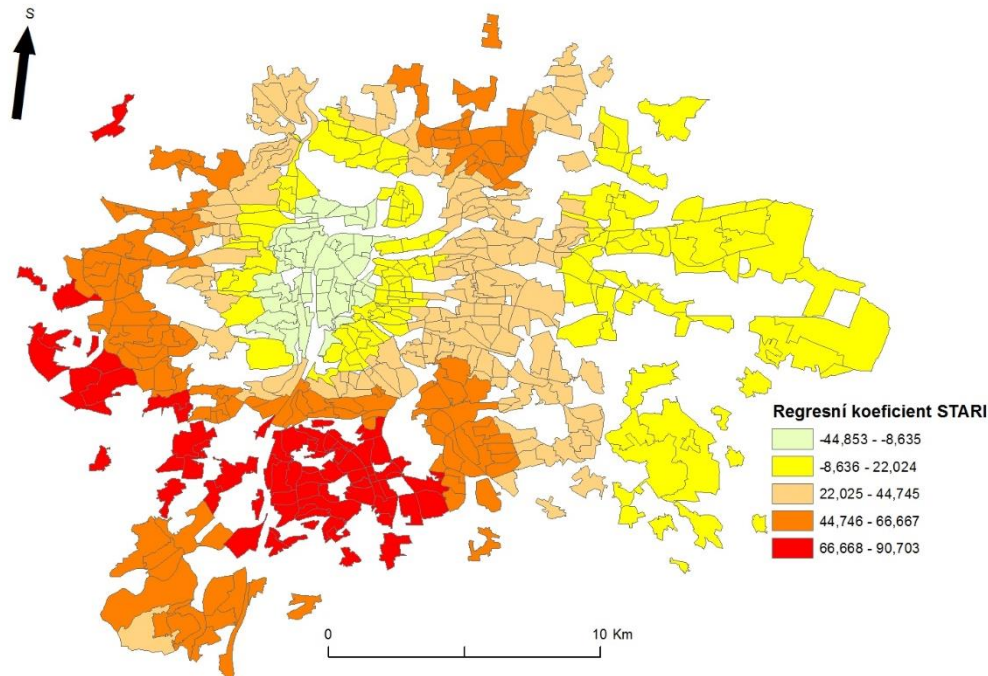 S
Regresní koeficient STARI
-44,853 - -8,635
-8,636 - 22,024
22,025 - 44,745
44,746 - 66,667
66,668 - 90,703
0 10 Km